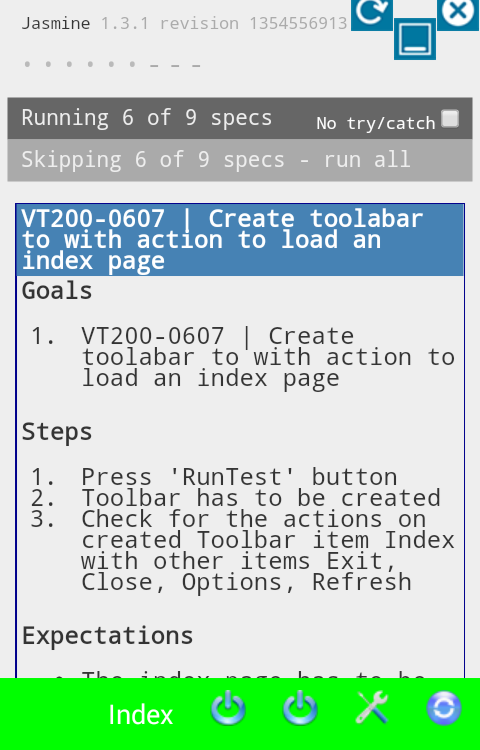 Jasmine 1.3.1 revision 1354556913
• • • • • • – – –
Running 6 of 9 specs
No try/catch
Skipping 6 of 9 specs - run all
VT200-0607 | Create toolabar
to with action to load an
index page
Goals
1. VT200-0607 | Create
toolabar to with action to
load an index page
Steps
1. Press 'RunTest' button
2. Toolbar has to be created
3. Check for the actions on
created Toolbar item Index
with other items Exit,
Close, Options, Refresh
Expectations
• The index page has to be
Index